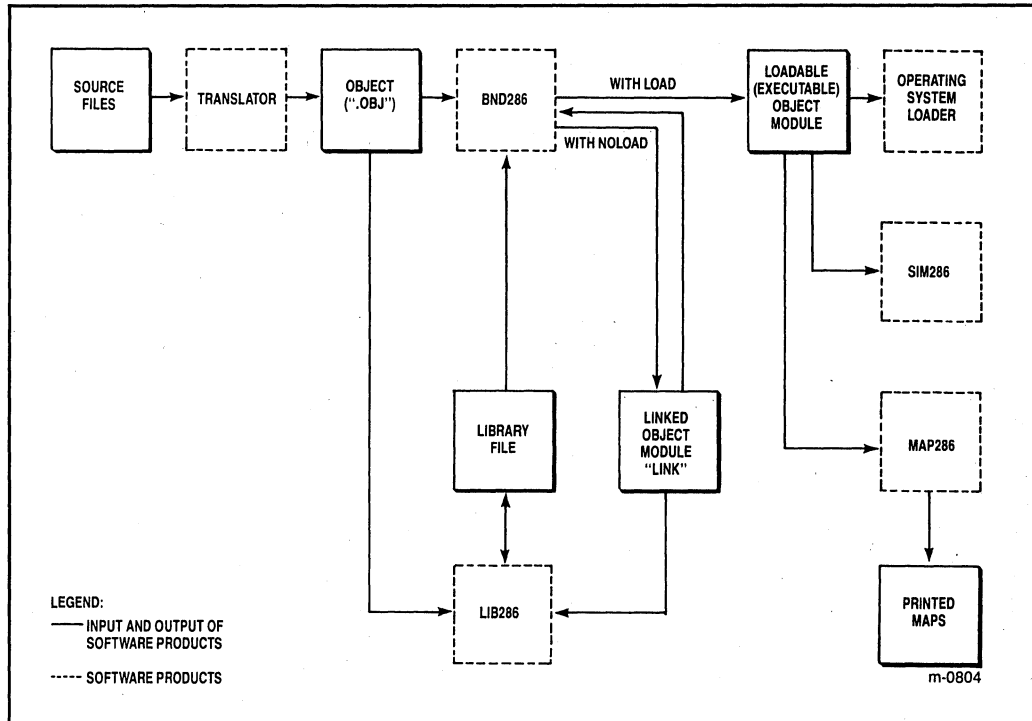 SOURCE
FILES
TRANSLATOR
OBJECT
(".OBJ")
BND286
WITH LOAD
WITH NOLOAD
LOADABLE
(EXECUTABLE)
OBJECT
MODULE
OPERATING
SYSTEM
LOADER
SIM286
LIBRARY
FILE
LINKED
OBJECT
MODULE
"LINK"
MAP286
LIB286
PRINTED
MAPS
LEGEND:
INPUT AND OUTPUT OF
SOFTWARE PRODUCTS
SOFTWARE PRODUCTS
m-0804